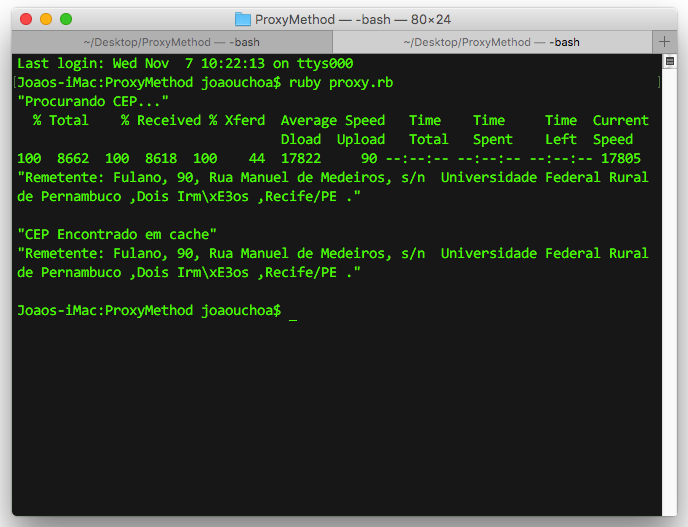 ProxyMethod — -bash — 80×24
~/Desktop/ProxyMethod — -bash
~/Desktop/ProxyMethod — -bash
Last login: Wed Nov  7 10:22:13 on ttys000
[Joaos-iMac:ProxyMethod joaouchoa$ ruby proxy.rb ]
"Procurando CEP..."
  % Total    % Received % Xferd  Average Speed   Time    Time     Time  Current
                                 Dload  Upload   Total   Spent    Left  Speed
100  8662  100  8618  100    44  17822     90 --:--:-- --:--:-- --:--:-- 17805
"Remetente: Fulano, 90, Rua Manuel de Medeiros, s/n  Universidade Federal Rural
de Pernambuco ,Dois Irm\xE3os ,Recife/PE ."
"CEP Encontrado em cache"
"Remetente: Fulano, 90, Rua Manuel de Medeiros, s/n  Universidade Federal Rural
de Pernambuco ,Dois Irm\xE3os ,Recife/PE ."
Joaos-iMac:ProxyMethod joaouchoa$ _